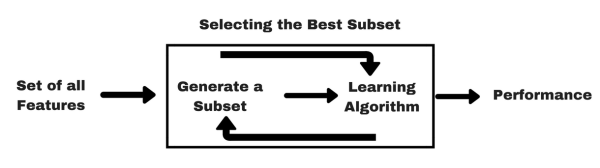 Selecting the Best Subset
Set of all
Features
Generate a
Subset
Learning
Algorithm
Performance